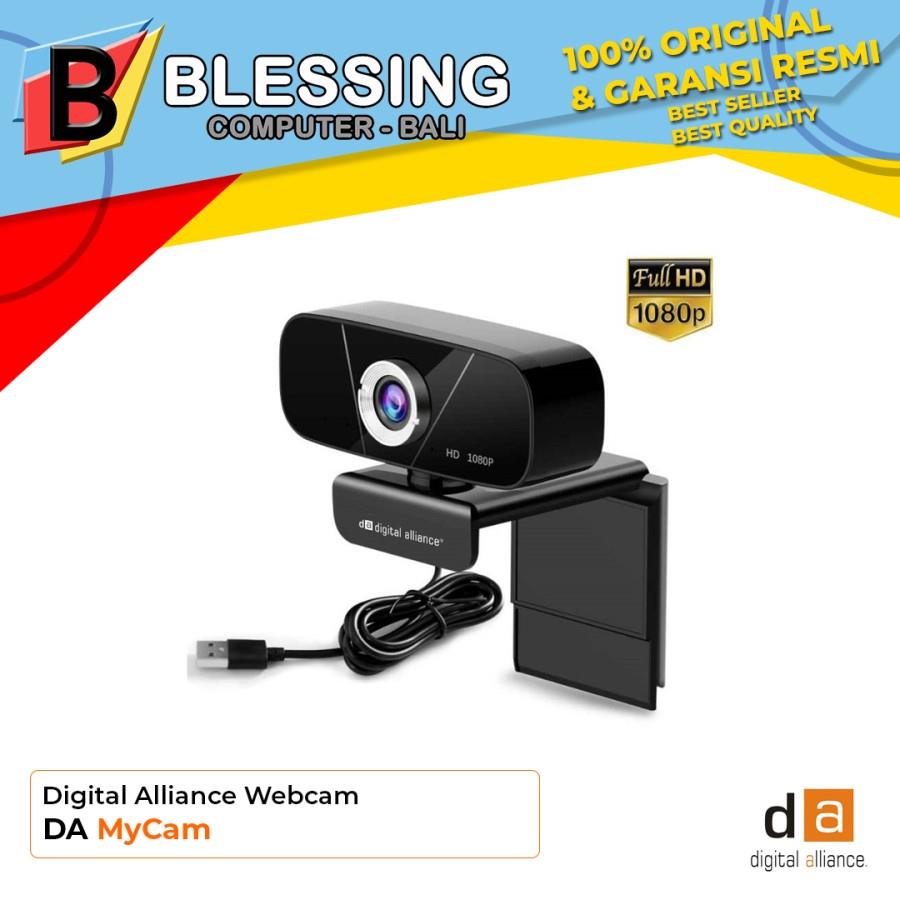 B BLESSING
COMPUTER - BALI
100% ORIGINAL
& GARANSI RESMI
BEST SELLER
BEST QUALITY
Full HD
1080p
HD 1080P
da digital alliance®
Digital Alliance Webcam
DA MyCam
da
digital alliance.